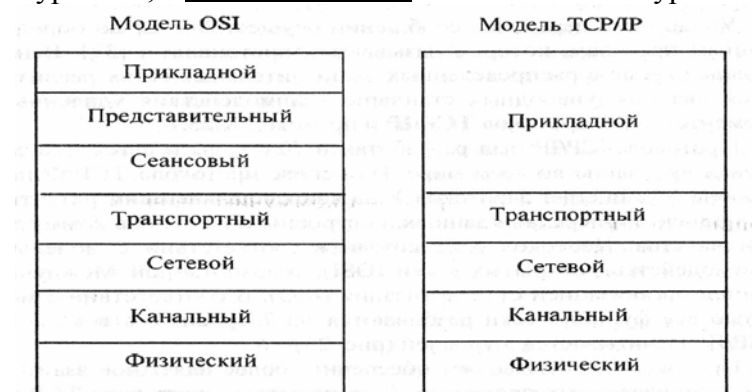 Модель OSI
Модель TCP/IP
Прикладной
Представительный
Сеансовый
Транспортный
Сетевой
Канальный
Физический
Прикладной
Транспортный
Сетевой
Канальный
Физический